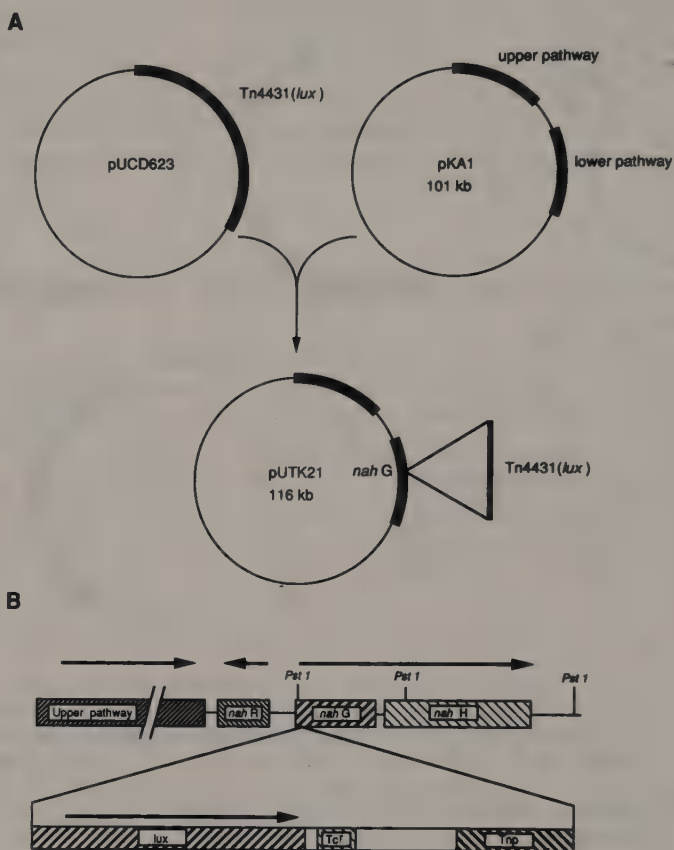 A
upper pathway
Tn4431(lux)
pUCD623
pKA1
101 kb
lower pathway
pUTK21
116 kb
nah G
Tn4431(lux)
B
Pst 1
Pst 1
Pst 1
Upper pathway
nah R
nah G
nah H
lux
Tcr
Tnp